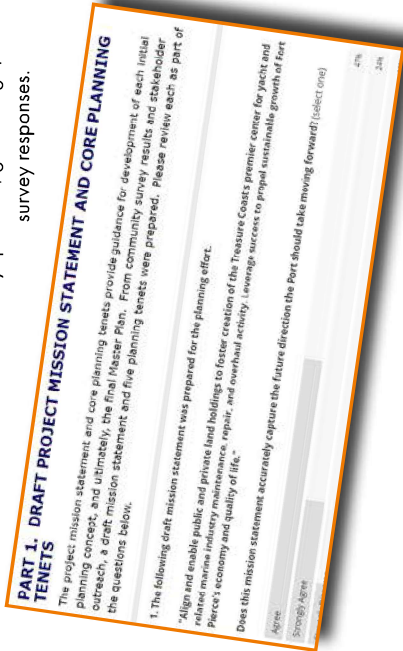 survey responses.
PART 1. DRAFT PROJECT MISSION STATEMENT AND CORE PLANNING
TENETS
The project mission statement and core planning tenets provide guidance for development of each initial
planning concept, and ultimately, the final Master Plan. From community survey results and stakeholder
outreach, a draft mission statement and five planning tenets were prepared. Please review each as part of
the questions below.
1. The following draft mission statement was prepared for the planning effort.
"Align and enable public and private land holdings to foster creation of the Treasure Coasts premier center for yacht and
related marine industry maintenance, repair, and overhaul activity. Leverage success to propel sustainable growth of Fort
Pierce's economy and quality of life."
Does this mission statement accurately capture the future direction the Port should take moving forward? (select one)
Agree 47%
Strongly Agree 24%